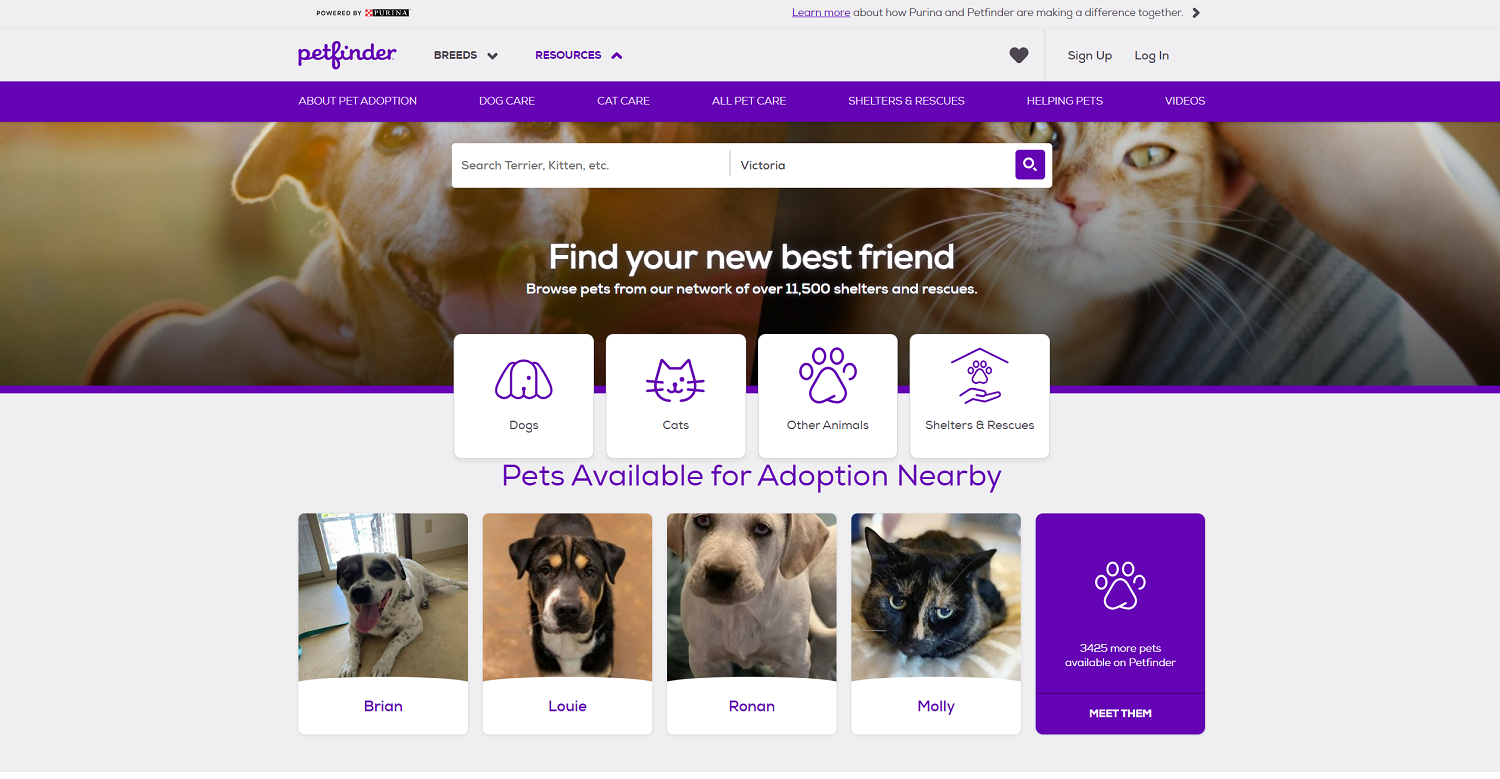 POWERED BY PURINA
Learn more about how Purina and Petfinder are making a difference together.
petfinder
BREEDS
RESOURCES
Sign Up
Log In
ABOUT PET ADOPTION
DOG CARE
CAT CARE
ALL PET CARE
SHELTERS & RESCUES
HELPING PETS
VIDEOS
Search Terrier, Kitten, etc.
Victoria
Find your new best friend
Browse pets from our network of over 11,500 shelters and rescues.
Dogs
Cats
Other Animals
Shelters & Rescues
Pets Available for Adoption Nearby
Brian
Louie
Ronan
Molly
3425 more pets
available on Petfinder
MEET THEM